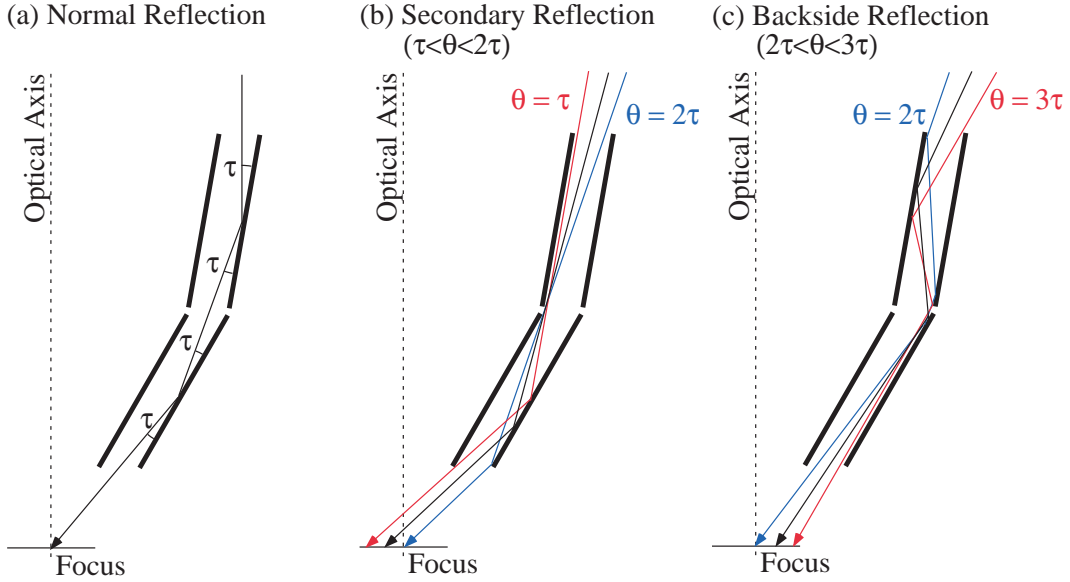 (a) Normal Reflection
Optical Axis
τ
τ
τ
τ
Focus
(b) Secondary Reflection
(τ<θ<2τ)
Optical Axis
θ = τ
θ = 2τ
Focus
(c) Backside Reflection
(2τ<θ<3τ)
Optical Axis
θ = 2τ
θ = 3τ
Focus